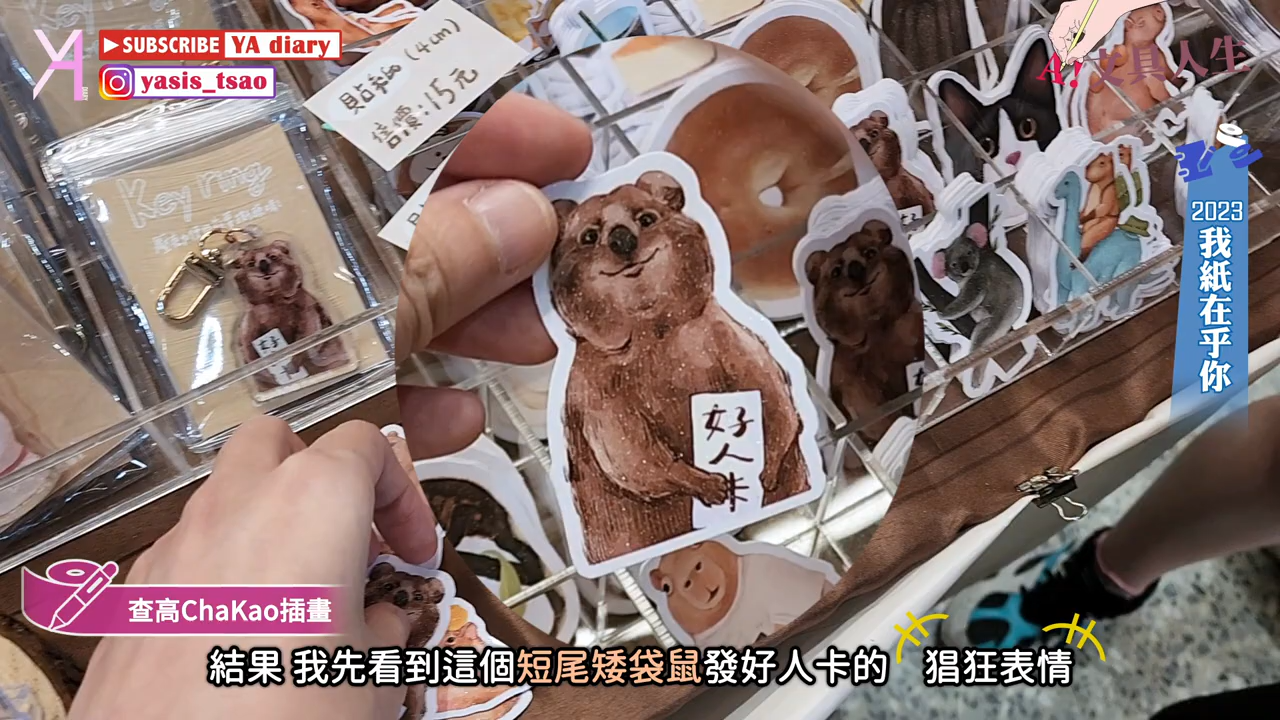 SUBSCRIBE YA diary
yasis_tsao
YA
貼紙(4cm)
售價:15元
Key ring
A!文具人生
2023
我紙在乎你
好
人
卡
查高ChaKao插畫
結果 我先看到這個短尾矮袋鼠發好人卡的 猖狂表情